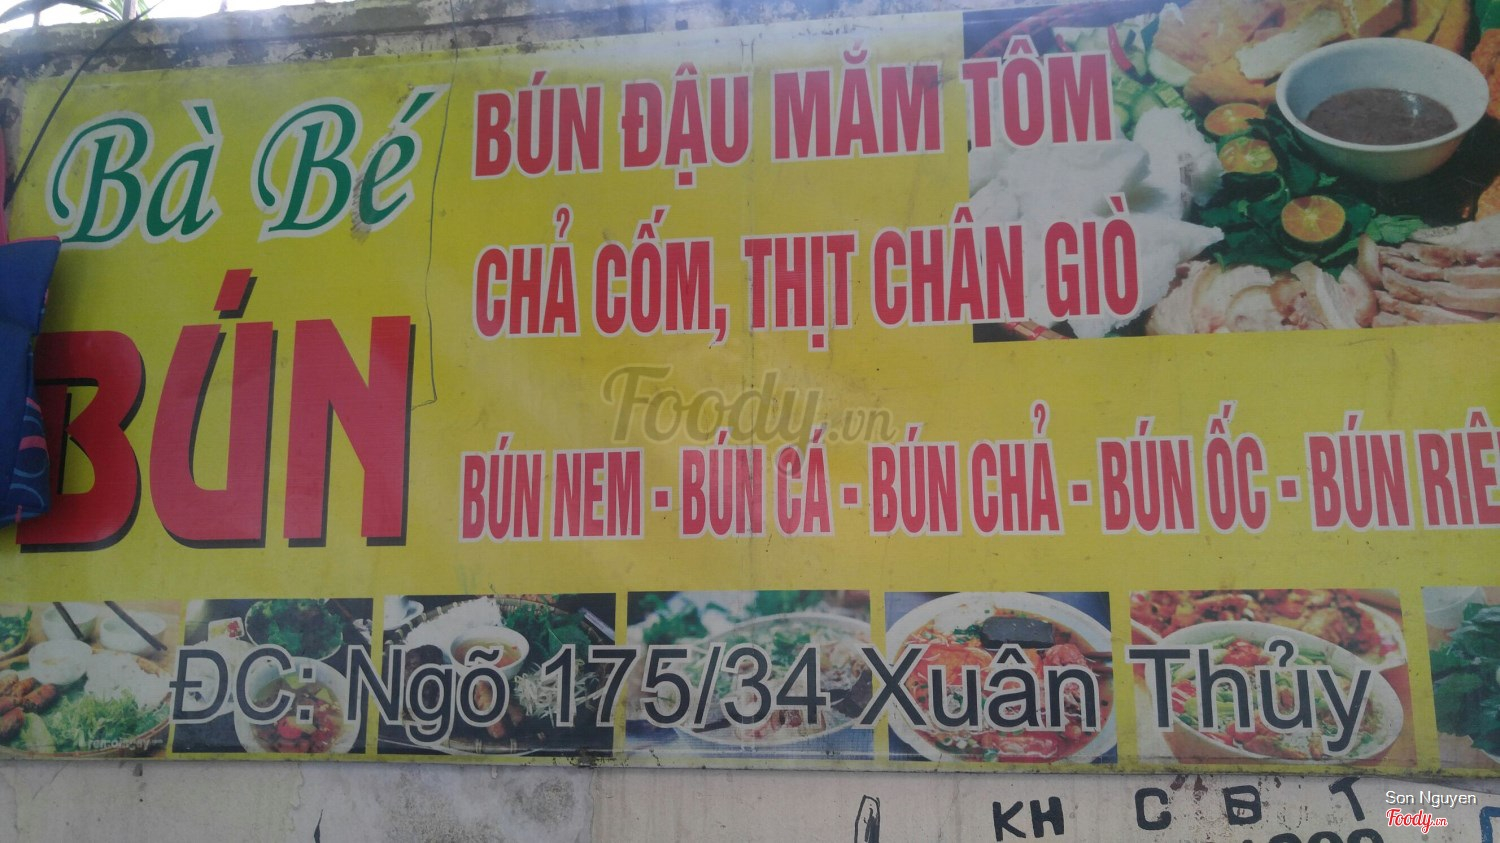 Bà Bé
BÚN
BÚN ĐẬU MẮM TÔM
CHẢ CỐM, THỊT CHÂN GIÒ
Foody.vn
BÚN NEM - BÚN CÁ - BÚN CHẢ - BÚN ỐC - BÚN RIÊ
ĐC: Ngõ 175/34 Xuân Thủy
KH C B T
Son Nguyen
Foody.vn